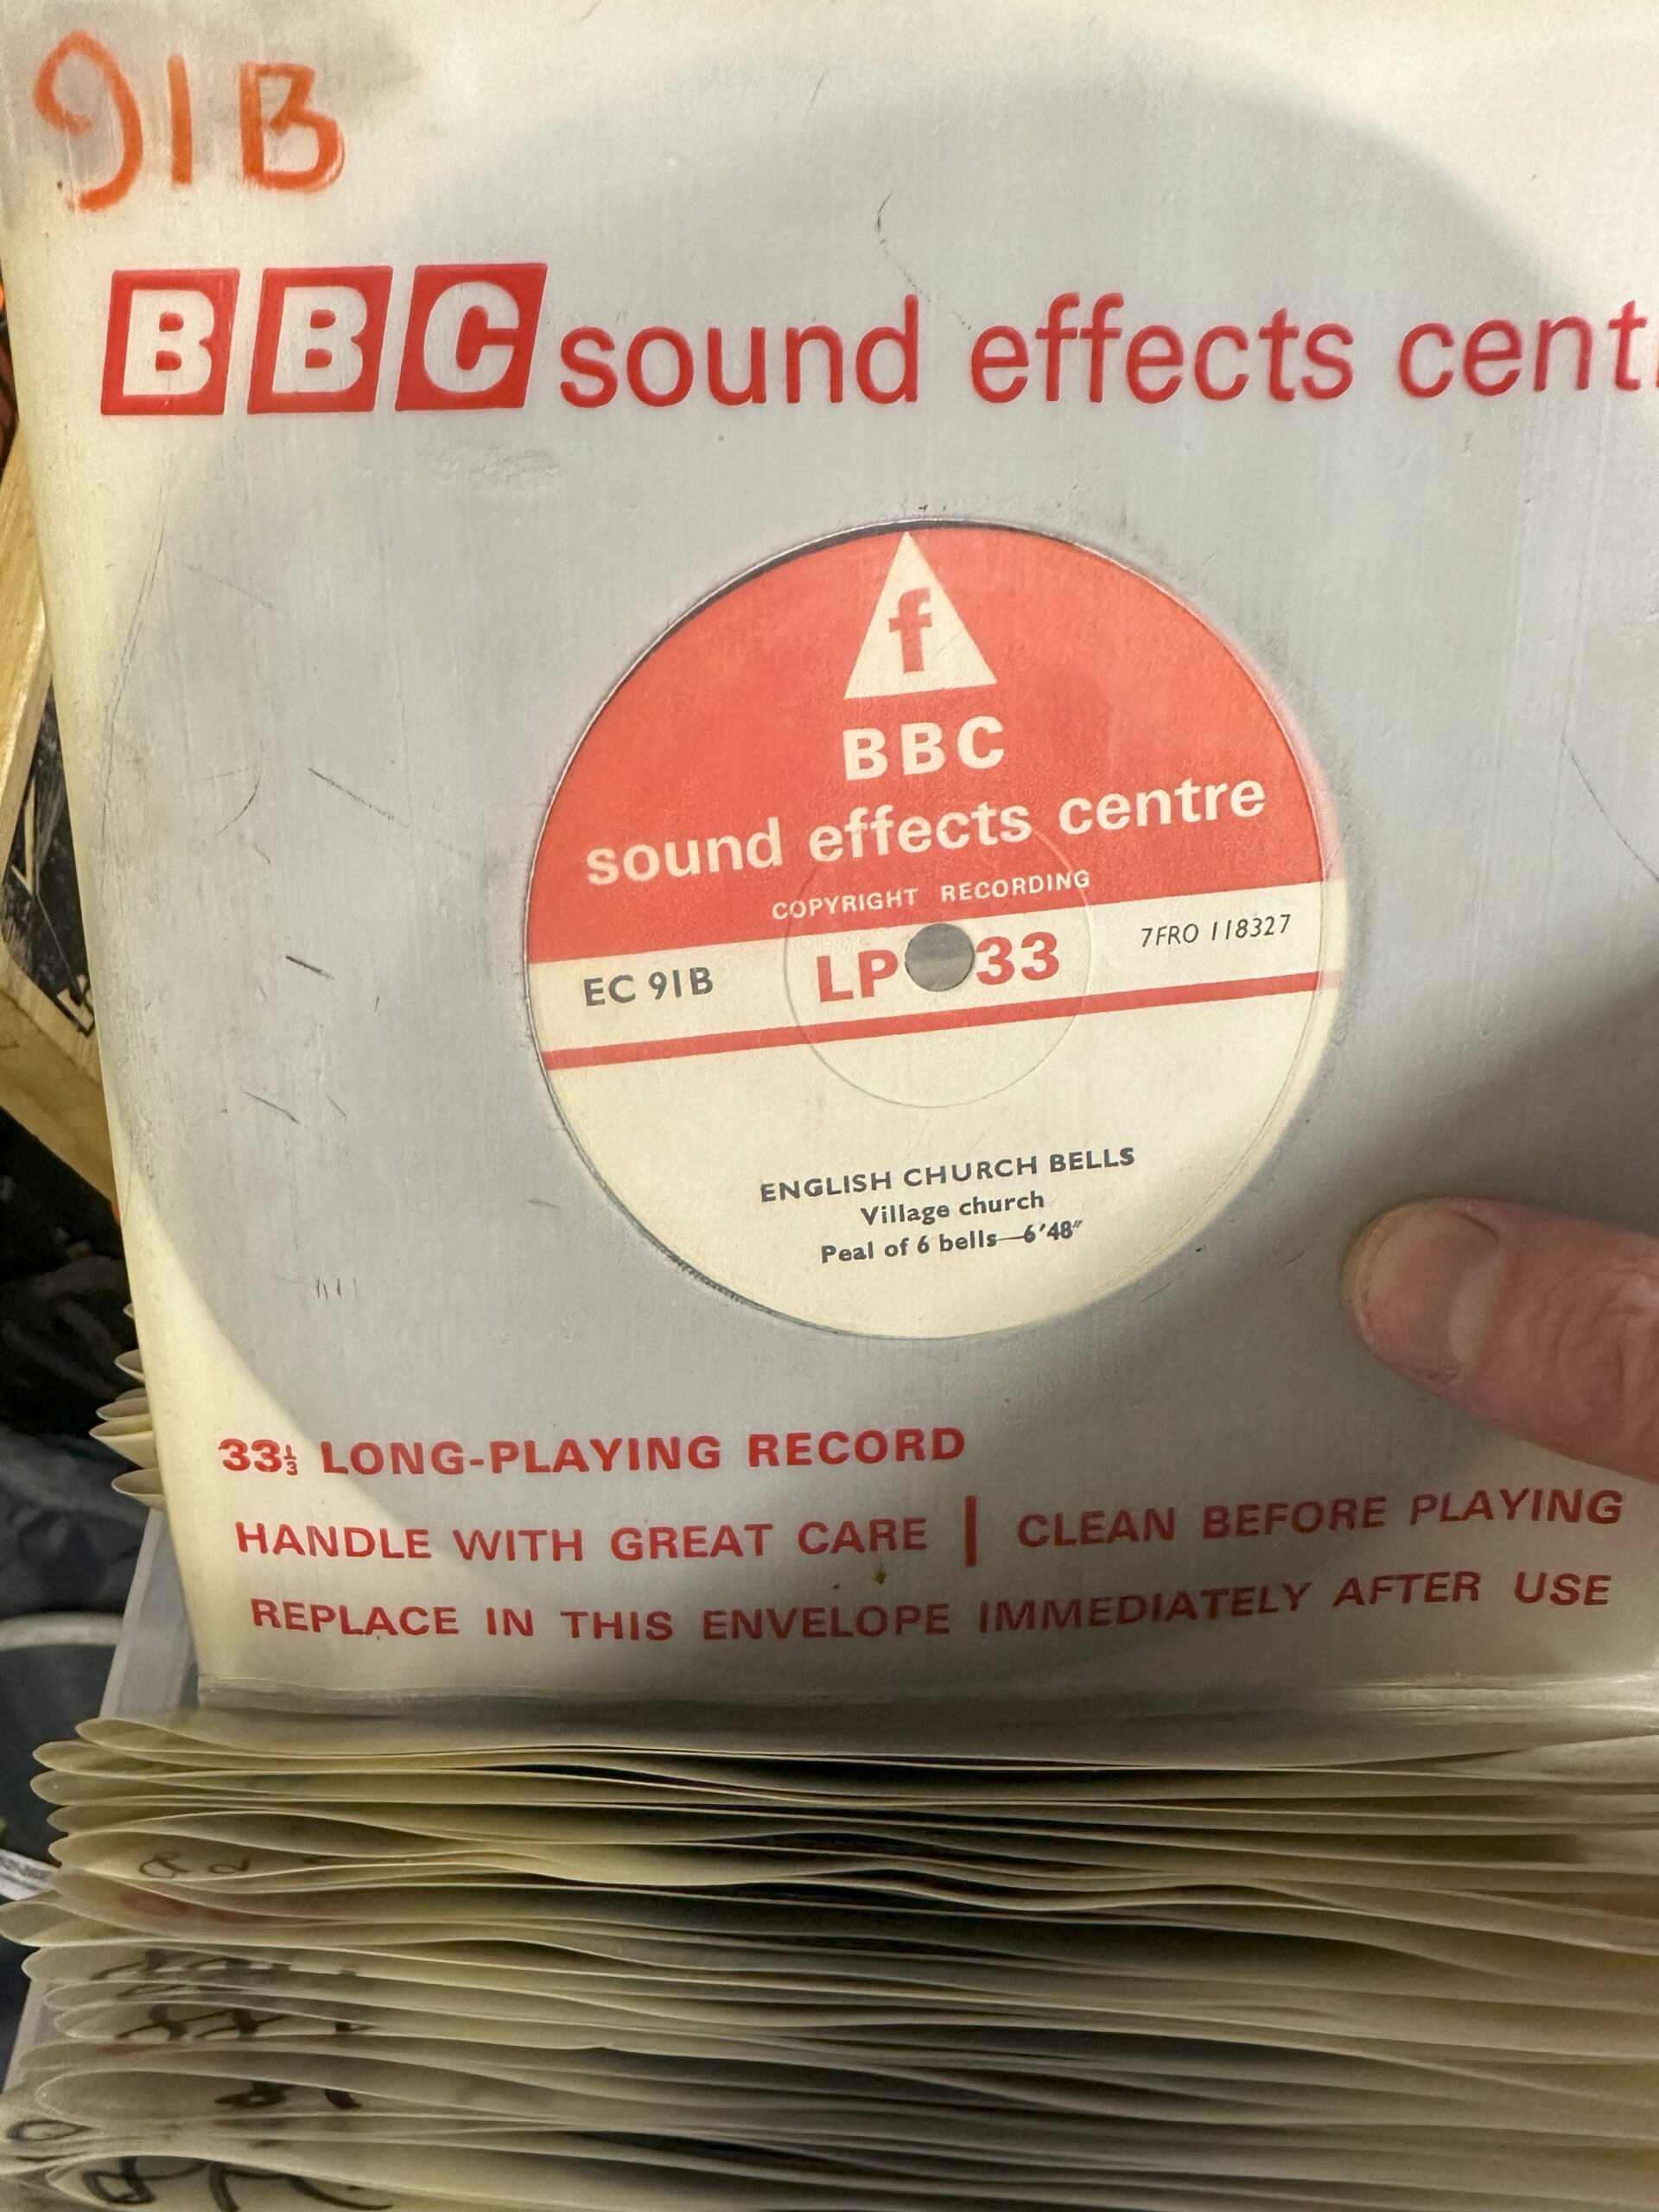 91B
BBC sound effects cent
f
BBC
sound effects centre
COPYRIGHT RECORDING
EC 91B LP 33 7FRO 118327
ENGLISH CHURCH BELLS
Village church
Peal of 6 bells—6'48"
33⅓ LONG-PLAYING RECORD
HANDLE WITH GREAT CARE | CLEAN BEFORE PLAYING
REPLACE IN THIS ENVELOPE IMMEDIATELY AFTER USE